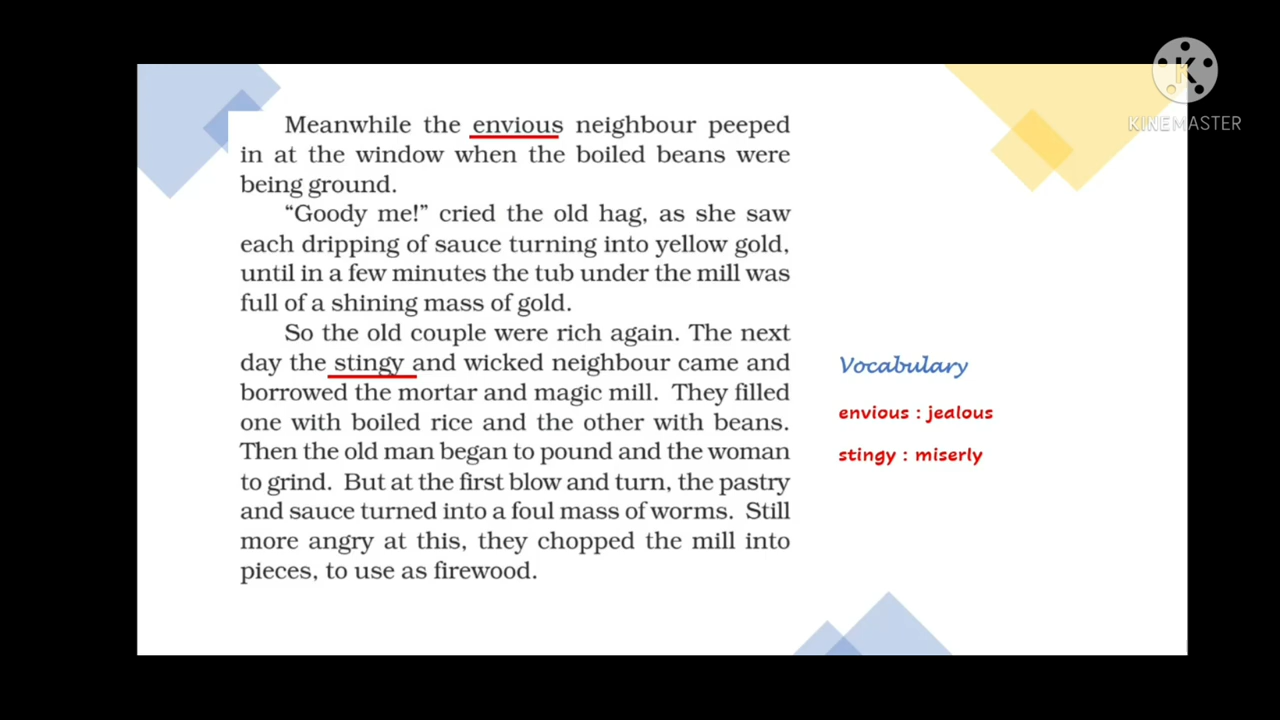 Meanwhile the envious neighbour peeped
in at the window when the boiled beans were
being ground.
“Goody me!” cried the old hag, as she saw
each dripping of sauce turning into yellow gold,
until in a few minutes the tub under the mill was
full of a shining mass of gold.
So the old couple were rich again. The next
day the stingy and wicked neighbour came and
borrowed the mortar and magic mill. They filled
one with boiled rice and the other with beans.
Then the old man began to pound and the woman
to grind. But at the first blow and turn, the pastry
and sauce turned into a foul mass of worms. Still
more angry at this, they chopped the mill into
pieces, to use as firewood.
Vocabulary
envious : jealous
stingy : miserly
K
KINEMASTER